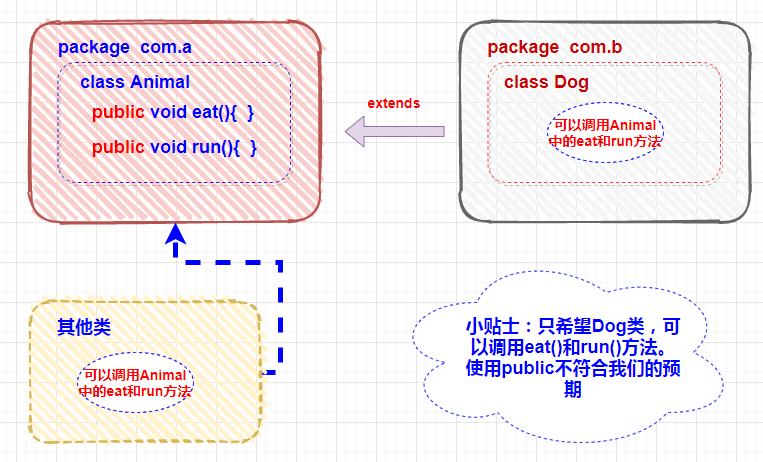 package  com.a
class Animal
public void eat(){  }
public void run(){  }
extends
package  com.b
class Dog
可以调用Animal
中的eat和run方法
其他类
可以调用Animal
中的eat和run方法
小贴士：只希望Dog类，可
以调用eat()和run()方法。
使用public不符合我们的预
期